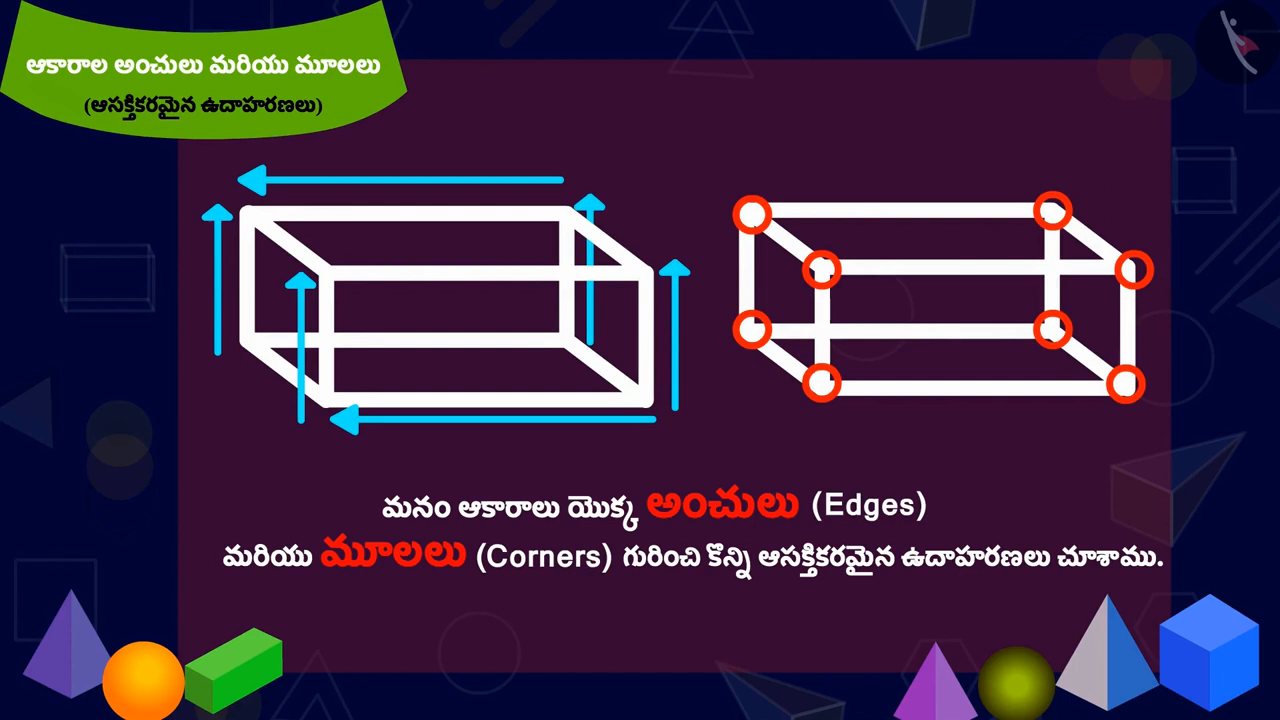 ఆకారాల అంచులు మరియు మూలలు
(ఆసక్తికరమైన ఉదాహరణలు)
మనం ఆకారాలు యొక్క అంచులు (Edges)
మరియు మూలలు (Corners) గురించి కొన్ని ఆసక్తికరమైన ఉదాహరణలు చూశాము.